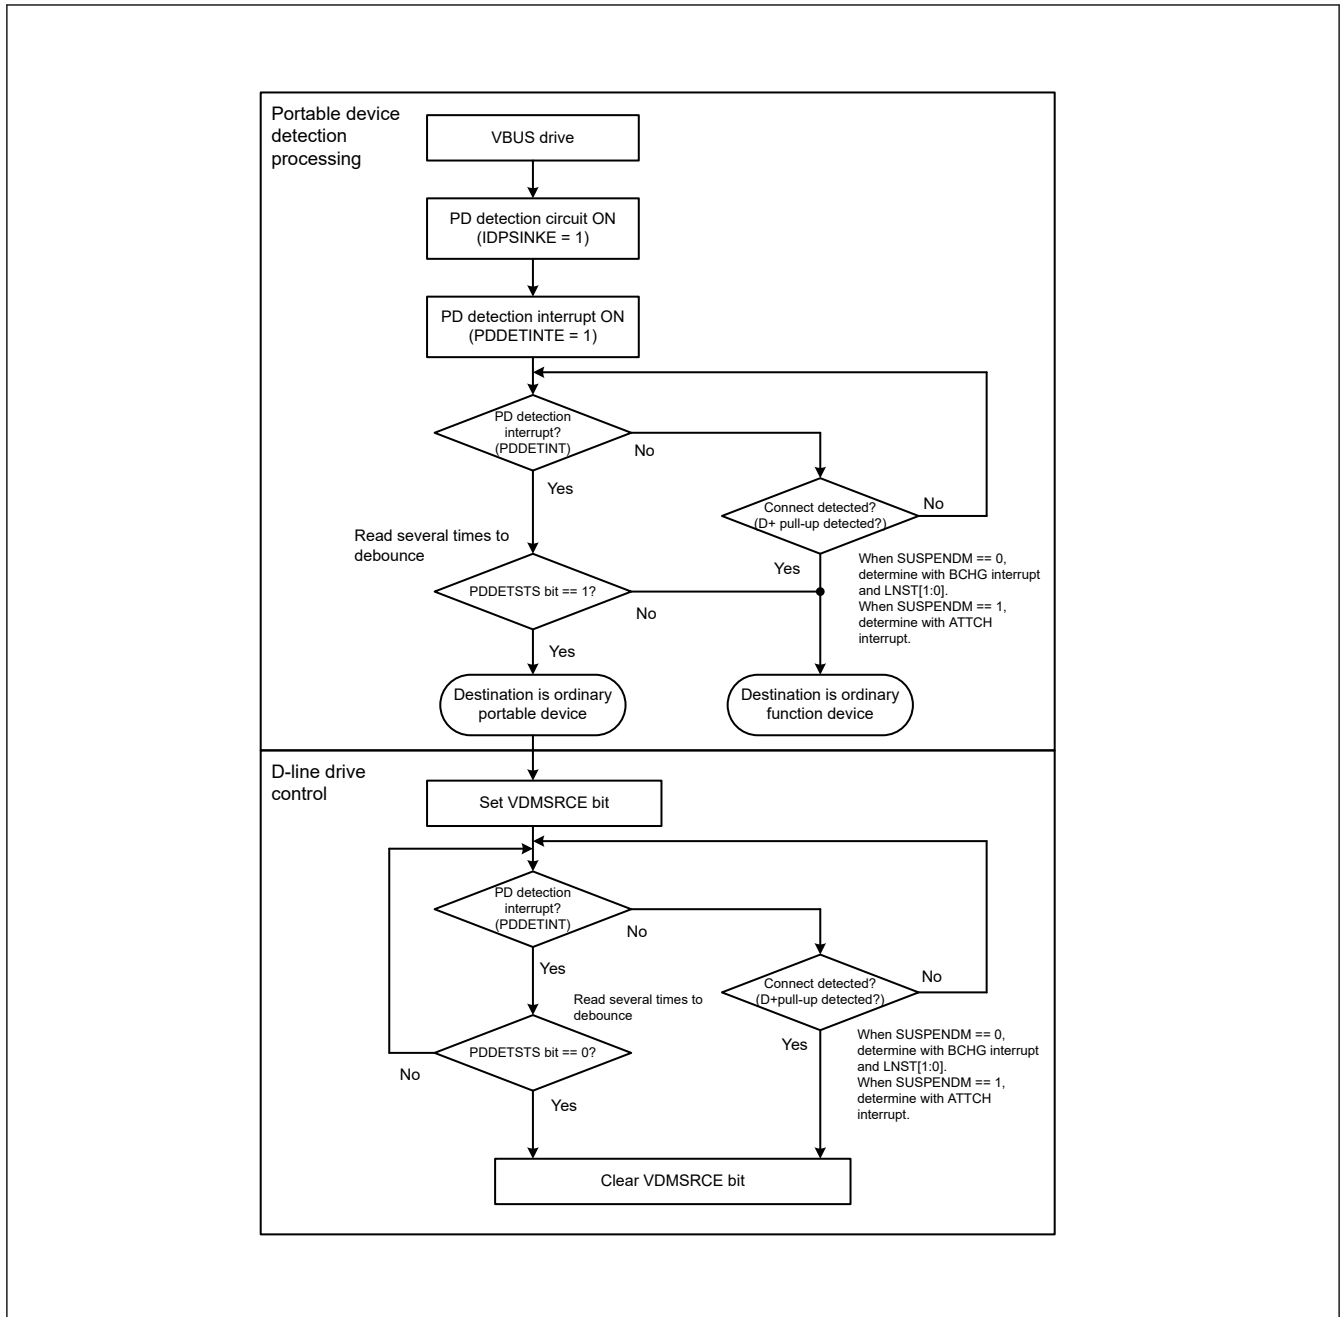 Portable device
detection
processing
VBUS drive
PD detection circuit ON
(IDPSINKE = 1)
PD detection interrupt ON
(PDDETINTE = 1)
PD detection
interrupt?
(PDDETINT)
No
Yes
Connect detected?
(D+ pull-up detected?)
No
Read several times to
debounce
Yes
When SUSPENDM == 0,
determine with BCHG interrupt
and LNST[1:0].
When SUSPENDM == 1,
determine with ATTCH
interrupt.
PDDETSTS bit == 1?
No
Yes
Destination is ordinary
portable device
Destination is ordinary
function device
D-line drive
control
Set VDMSRCE bit
PD detection
interrupt?
(PDDETINT)
No
Yes
Connect detected?
(D+pull-up detected?)
No
Read several times to
debounce
Yes
When SUSPENDM == 0,
determine with BCHG interrupt
and LNST[1:0].
When SUSPENDM == 1,
determine with ATTCH
interrupt.
PDDETSTS bit == 0?
No
Yes
Clear VDMSRCE bit